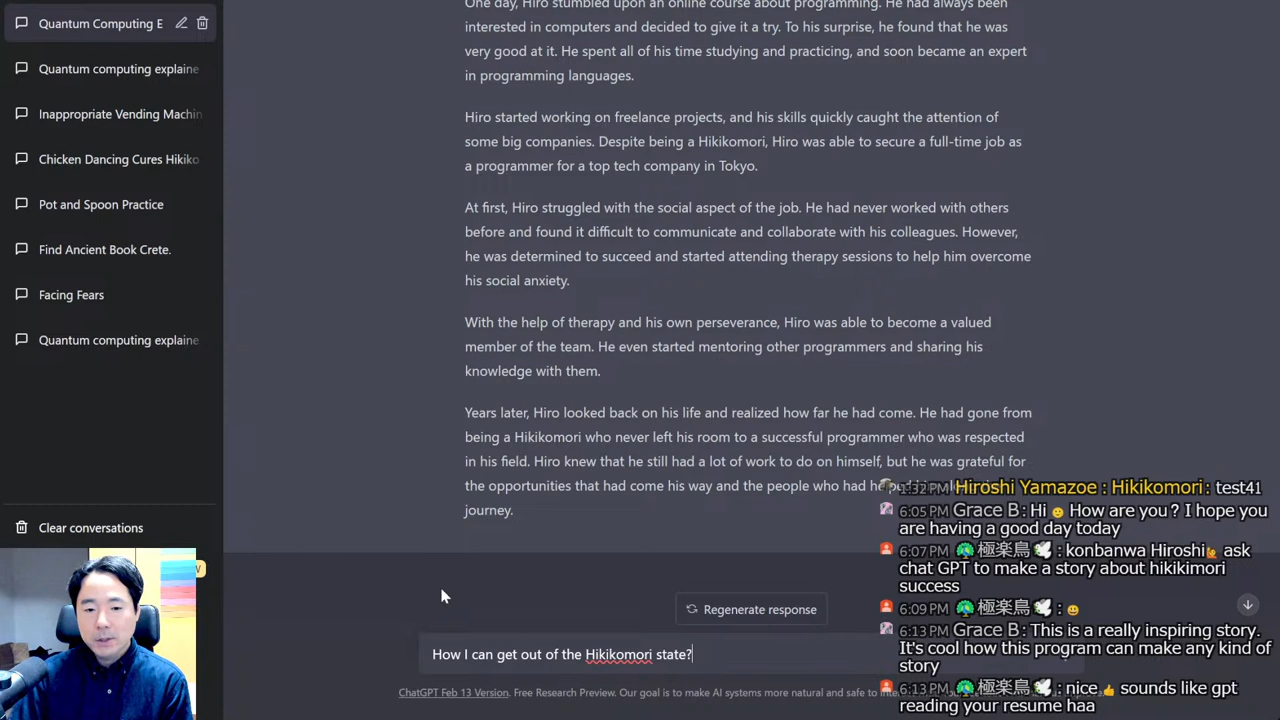 Quantum Computing E
Quantum computing explaine
Inappropriate Vending Machin
Chicken Dancing Cures Hikiko
Pot and Spoon Practice
Find Ancient Book Crete.
Facing Fears
Quantum computing explaine
Clear conversations
One day, Hiro stumbled upon an online course about programming. He had always been
interested in computers and decided to give it a try. To his surprise, he found that he was
very good at it. He spent all of his time studying and practicing, and soon became an expert
in programming languages.
Hiro started working on freelance projects, and his skills quickly caught the attention of
some big companies. Despite being a Hikikomori, Hiro was able to secure a full-time job as
a programmer for a top tech company in Tokyo.
At first, Hiro struggled with the social aspect of the job. He had never worked with others
before and found it difficult to communicate and collaborate with his colleagues. However,
he was determined to succeed and started attending therapy sessions to help him overcome
his social anxiety.
With the help of therapy and his own perseverance, Hiro was able to become a valued
member of the team. He even started mentoring other programmers and sharing his
knowledge with them.
Years later, Hiro looked back on his life and realized how far he had come. He had gone from
being a Hikikomori who never left his room to a successful programmer who was respected
in his field. Hiro knew that he still had a lot of work to do on himself, but he was grateful for
the opportunities that had come his way and the people who had
journey.
Regenerate response
How I can get out of the Hikikomori state?
ChatGPT Feb 13 Version. Free Research Preview. Our goal is to make AI systems more natural and safe to
1:32 PM Hiroshi Yamazoe : Hikikomori : test41
6:05 PM Grace B : Hi 🙂 How are you ? I hope you
are having a good day today
6:07 PM 🦚 極楽鳥 🕊 : konbanwa Hiroshi🙋 ask
chat GPT to make a story about hikikimori
success
6:09 PM 🦚 極楽鳥 🕊 : 😀
6:13 PM Grace B : This is a really inspiring story.
It's cool how this program can make any kind of
story
6:13 PM 🦚 極楽鳥 🕊 : nice 👍 sounds like gpt
reading your resume haa